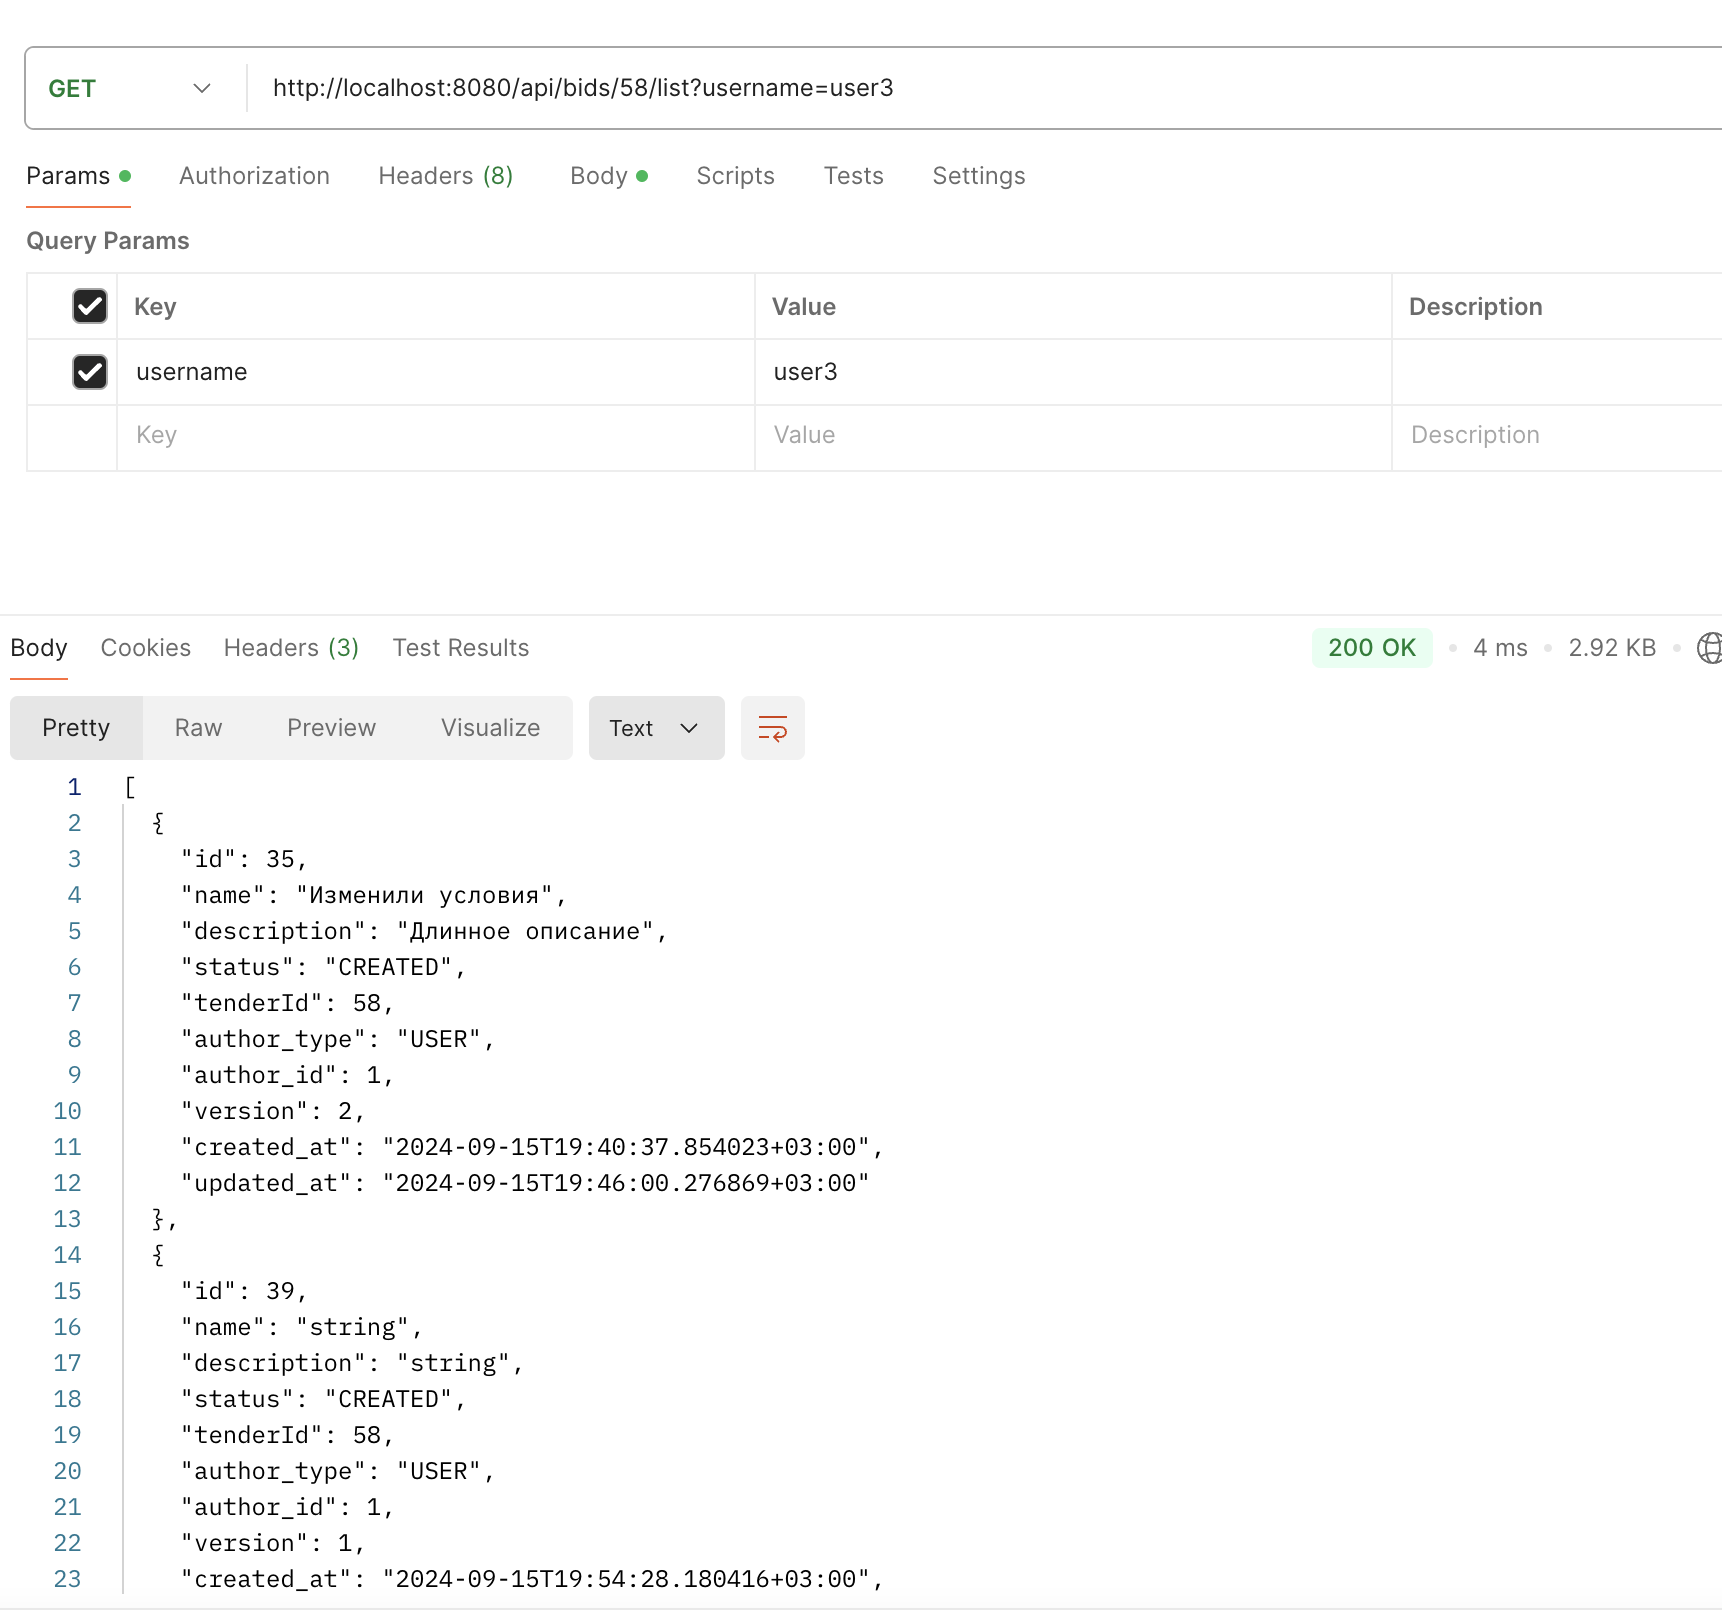 GET http://localhost:8080/api/bids/58/list?username=user3
Params Authorization Headers (8) Body Scripts Tests Settings
Query Params
Key Value Description
username user3
Key Value Description
Body Cookies Headers (3) Test Results 200 OK 4 ms 2.92 KB
Pretty Raw Preview Visualize Text
1 [
2 {
3 "id": 35,
4 "name": "Изменили условия",
5 "description": "Длинное описание",
6 "status": "CREATED",
7 "tenderId": 58,
8 "author_type": "USER",
9 "author_id": 1,
10 "version": 2,
11 "created_at": "2024-09-15T19:40:37.854023+03:00",
12 "updated_at": "2024-09-15T19:46:00.276869+03:00"
13 },
14 {
15 "id": 39,
16 "name": "string",
17 "description": "string",
18 "status": "CREATED",
19 "tenderId": 58,
20 "author_type": "USER",
21 "author_id": 1,
22 "version": 1,
23 "created_at": "2024-09-15T19:54:28.180416+03:00",